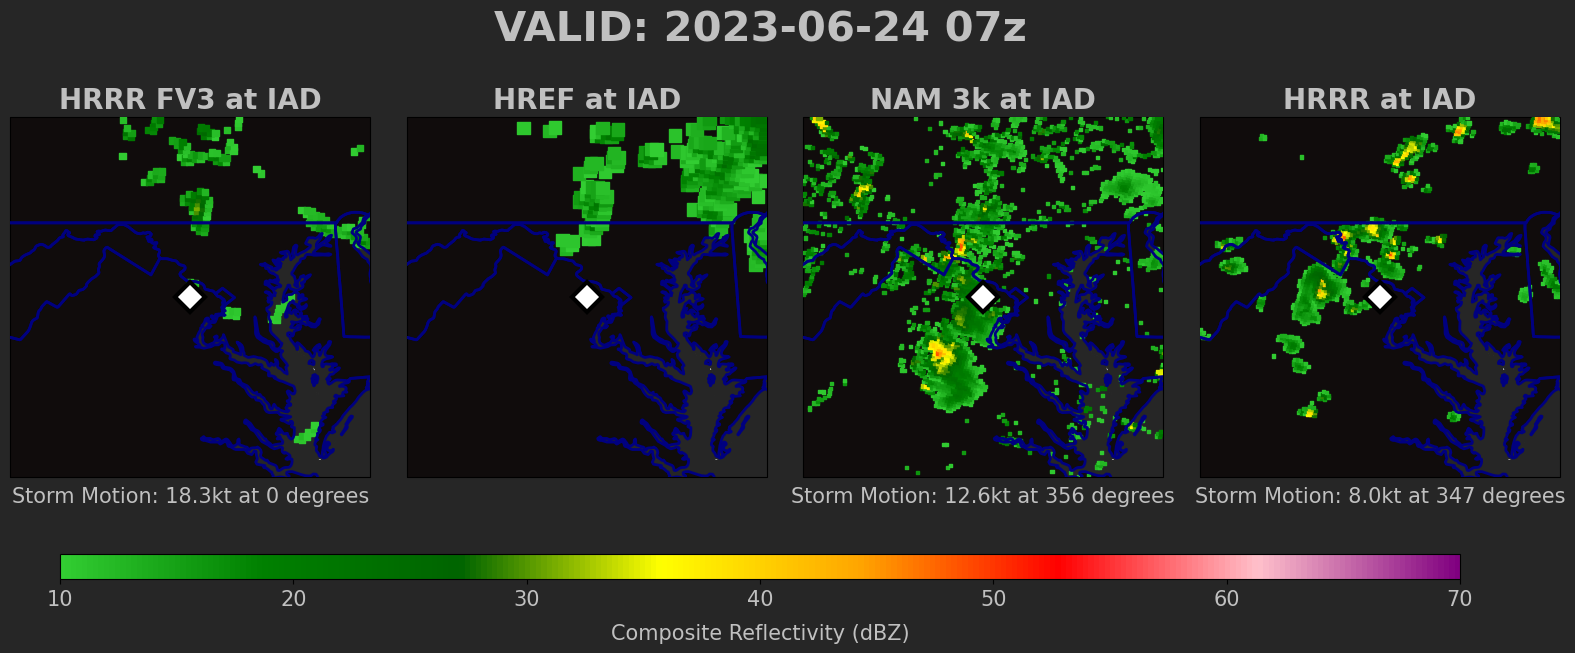 VALID: 2023-06-24 07z
HRRR FV3 at IAD
HREF at IAD
NAM 3k at IAD
HRRR at IAD
Storm Motion: 18.3kt at 0 degrees
Storm Motion: 12.6kt at 356 degrees
Storm Motion: 8.0kt at 347 degrees
10 20 30 40 50 60 70
Composite Reflectivity (dBZ)